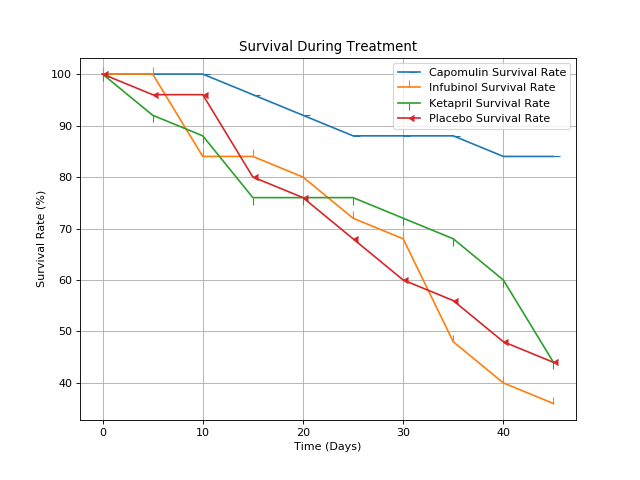 Survival During Treatment
Capomulin Survival Rate
Infubinol Survival Rate
Ketapril Survival Rate
Placebo Survival Rate
Survival Rate (%)
100
90
80
70
60
50
40
0 10 20 30 40
Time (Days)